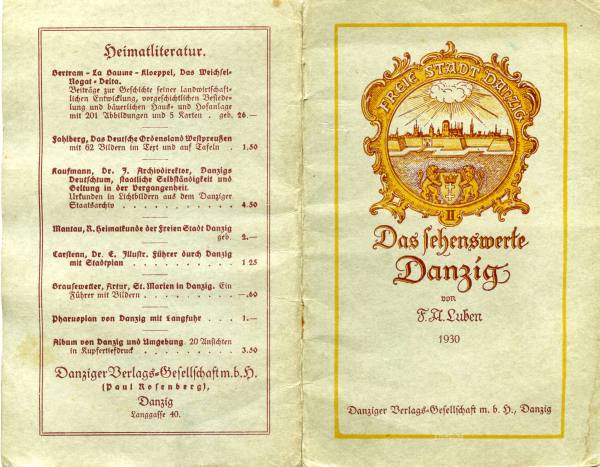 Heimatliteratur.
Bertram - La Baume - Kloeppel, Das Weichsel-
Nogat-Delta.
Beiträge zur Geschichte seiner landwirtschaft-
lichen Entwicklung, vorgeschichtlichen Besiede-
lung und bäuerlichen Haus- und Hofanlage
mit 201 Abbildungen und 5 Karten . geb. 26.—
Fahlberg, Das Deutsche Ordensland Westpreußen
mit 62 Bildern im Text und auf Tafeln . 1,50
Kaufmann, Dr. J. Archivdirektor, Danzigs
Deutschtum, staatliche Selbständigkeit und
Geltung in der Vergangenheit.
Urkunden in Lichtbildern aus dem Danziger
Staatsarchiv . . . . . . . . . . . 4.50
Mantau, R. Heimatkunde der Freien Stadt Danzig
geb. 2.—
Carstenn, Dr. E. Illustr. Führer durch Danzig
mit Stadtplan . . . . . . . . . . 1 25
Brausewetter, Artur, St. Marien in Danzig. Ein
Führer mit Bildern . . . . . . . . —.60
Pharusplan von Danzig mit Langfuhr . . . 1.—
Album von Danzig und Umgebung. 20 Ansichten
in Kupfertiefdruck . . . . . . . . . 3.50
Danziger Verlags-Gesellschaft m. b. H.
(Paul Rosenberg),
Danzig
Langgasse 40.
FREIE STADT DANZIG
II
Das sehenswerte
Danzig
von
F. A. Luben
1930
Danziger Verlags-Gesellschaft m. b. H., Danzig